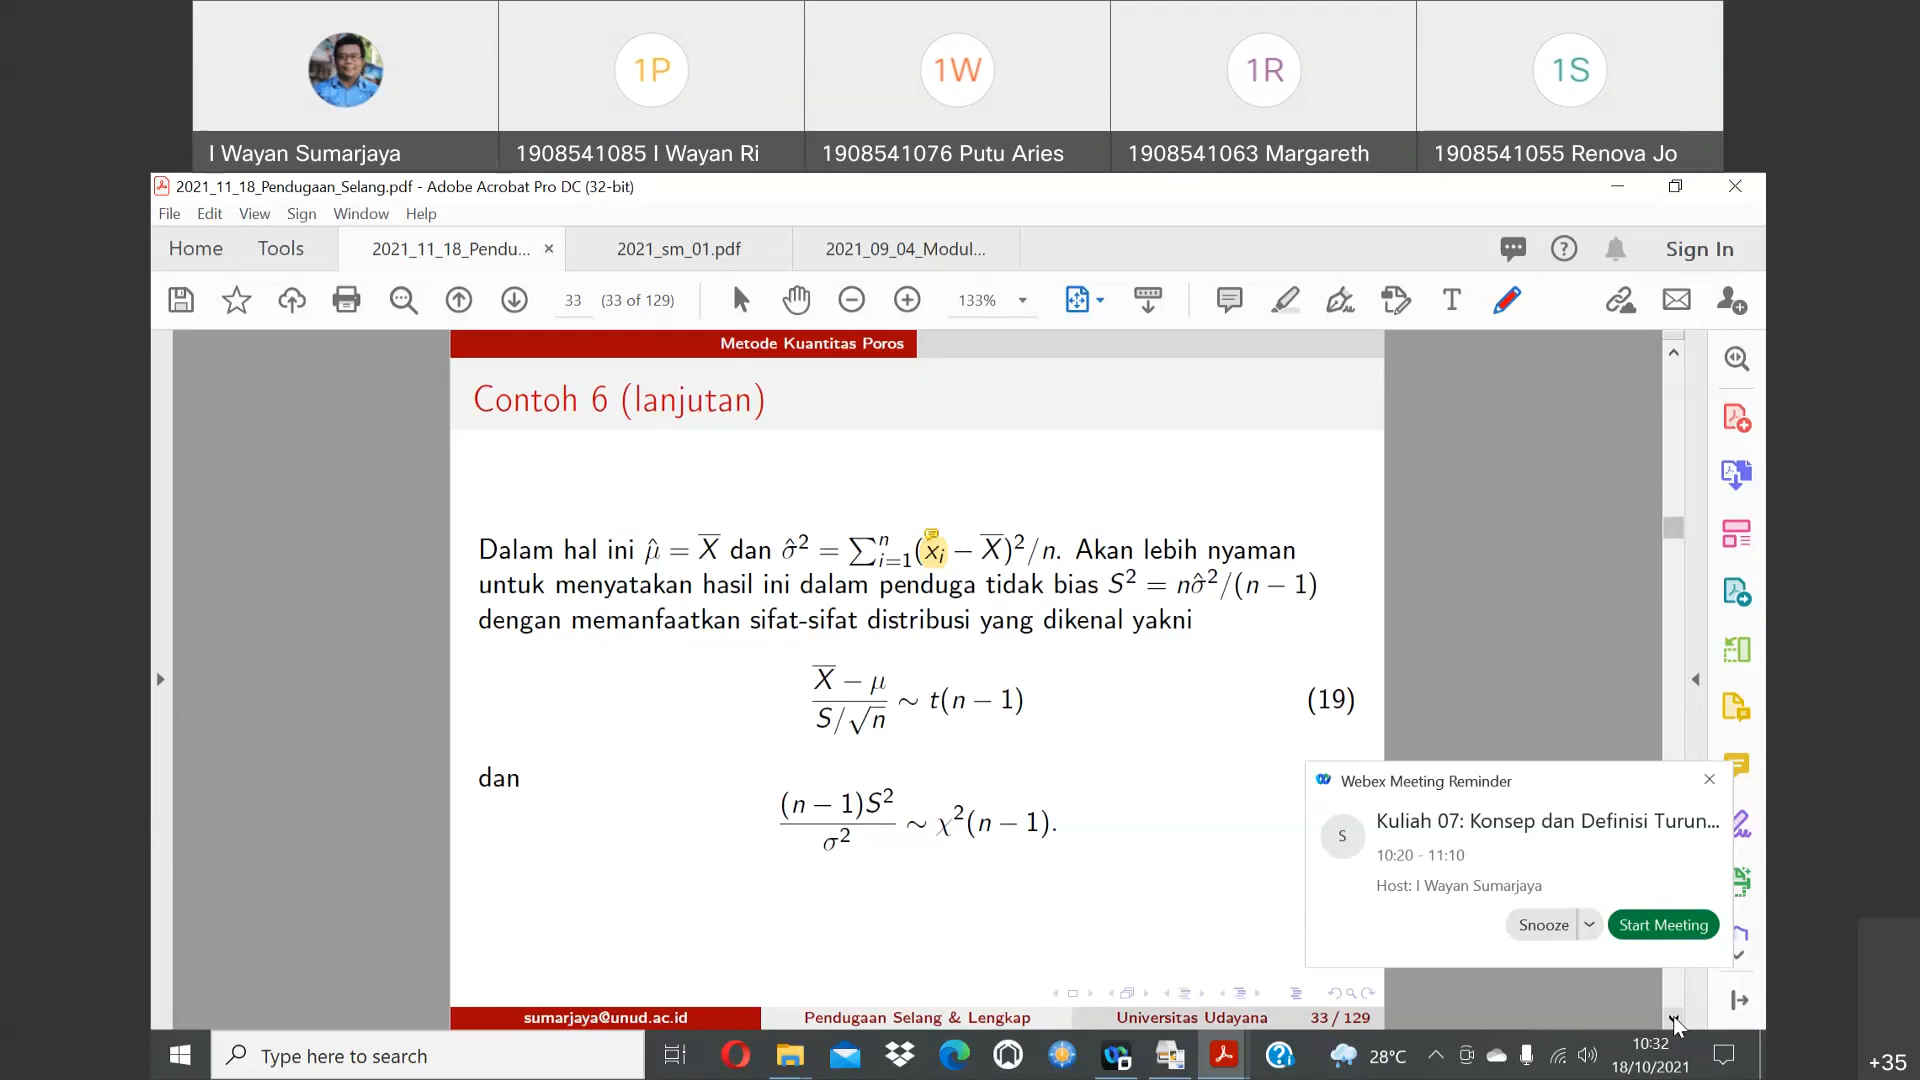 1P
1W
1R
1S
I Wayan Sumarjaya
1908541085 I Wayan Ri
1908541076 Putu Aries
1908541063 Margareth
1908541055 Renova Jo
2021_11_18_Pendugaan_Selang.pdf - Adobe Acrobat Pro DC (32-bit)
File Edit View Sign Window Help
Home Tools 2021_11_18_Pendu... × 2021_sm_01.pdf 2021_09_04_Modul... Sign In
33 (33 of 129) 133%
Metode Kuantitas Poros
Contoh 6 (lanjutan)
Dalam hal ini μ̂ = X̄ dan σ̂² = ∑ⁿᵢ₌₁(xᵢ − X̄)²/n. Akan lebih nyaman
untuk menyatakan hasil ini dalam penduga tidak bias S² = nσ̂²/(n − 1)
dengan memanfaatkan sifat-sifat distribusi yang dikenal yakni
(X̄ − μ)/(S/√n) ∼ t(n − 1) (19)
dan
(n − 1)S²/σ² ∼ χ²(n − 1).
Webex Meeting Reminder
S
Kuliah 07: Konsep dan Definisi Turun...
10:20 - 11:10
Host: I Wayan Sumarjaya
Snooze Start Meeting
sumarjaya@unud.ac.id Pendugaan Selang & Lengkap Universitas Udayana 33 / 129
Type here to search
28°C
10:32
18/10/2021
+35